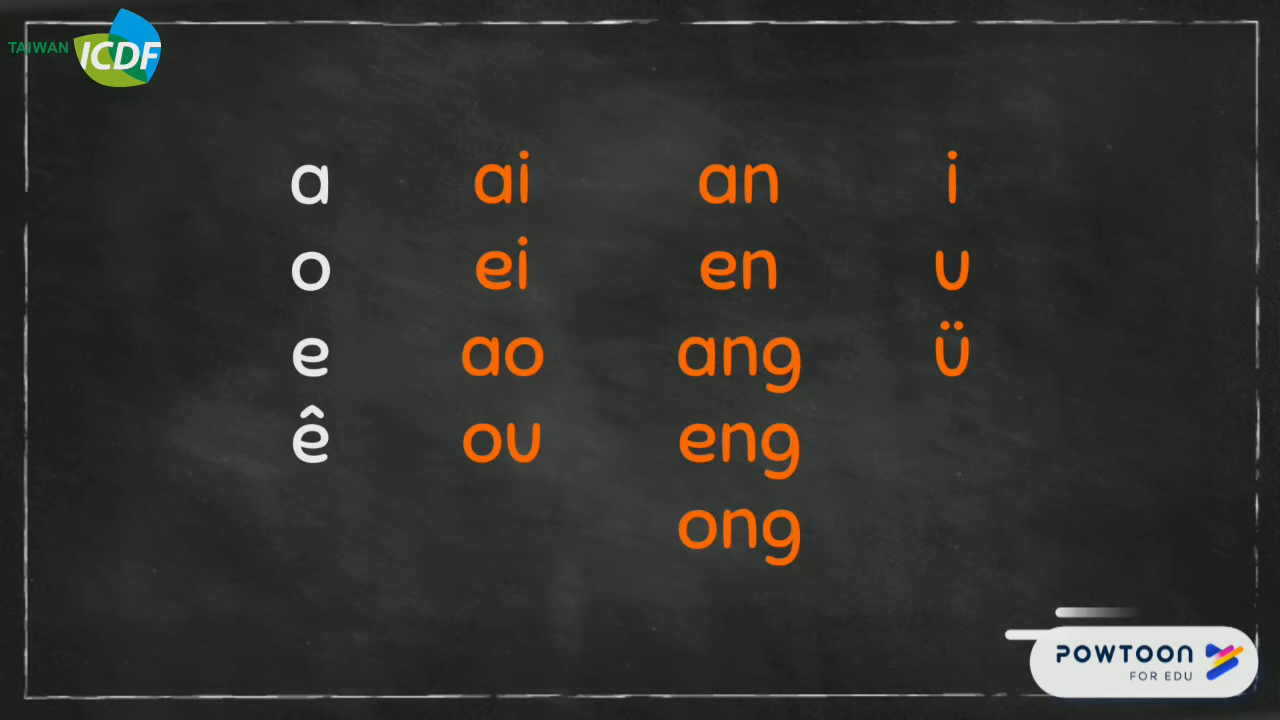 TAIWAN ICDF
a ai an i
o ei en u
e ao ang ü
ê ou eng
ong
POWTOON
FOR EDU